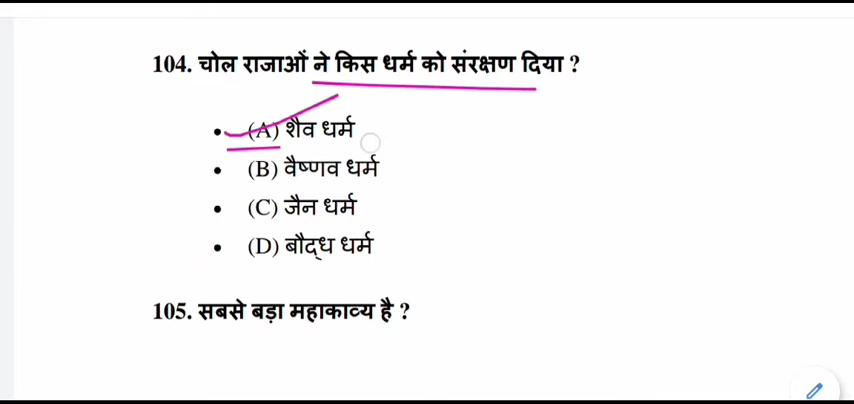 104. चोल राजाओं ने किस धर्म को संरक्षण दिया ?
• (A) शैव धर्म
• (B) वैष्णव धर्म
• (C) जैन धर्म
• (D) बौद्ध धर्म
105. सबसे बड़ा महाकाव्य है ?